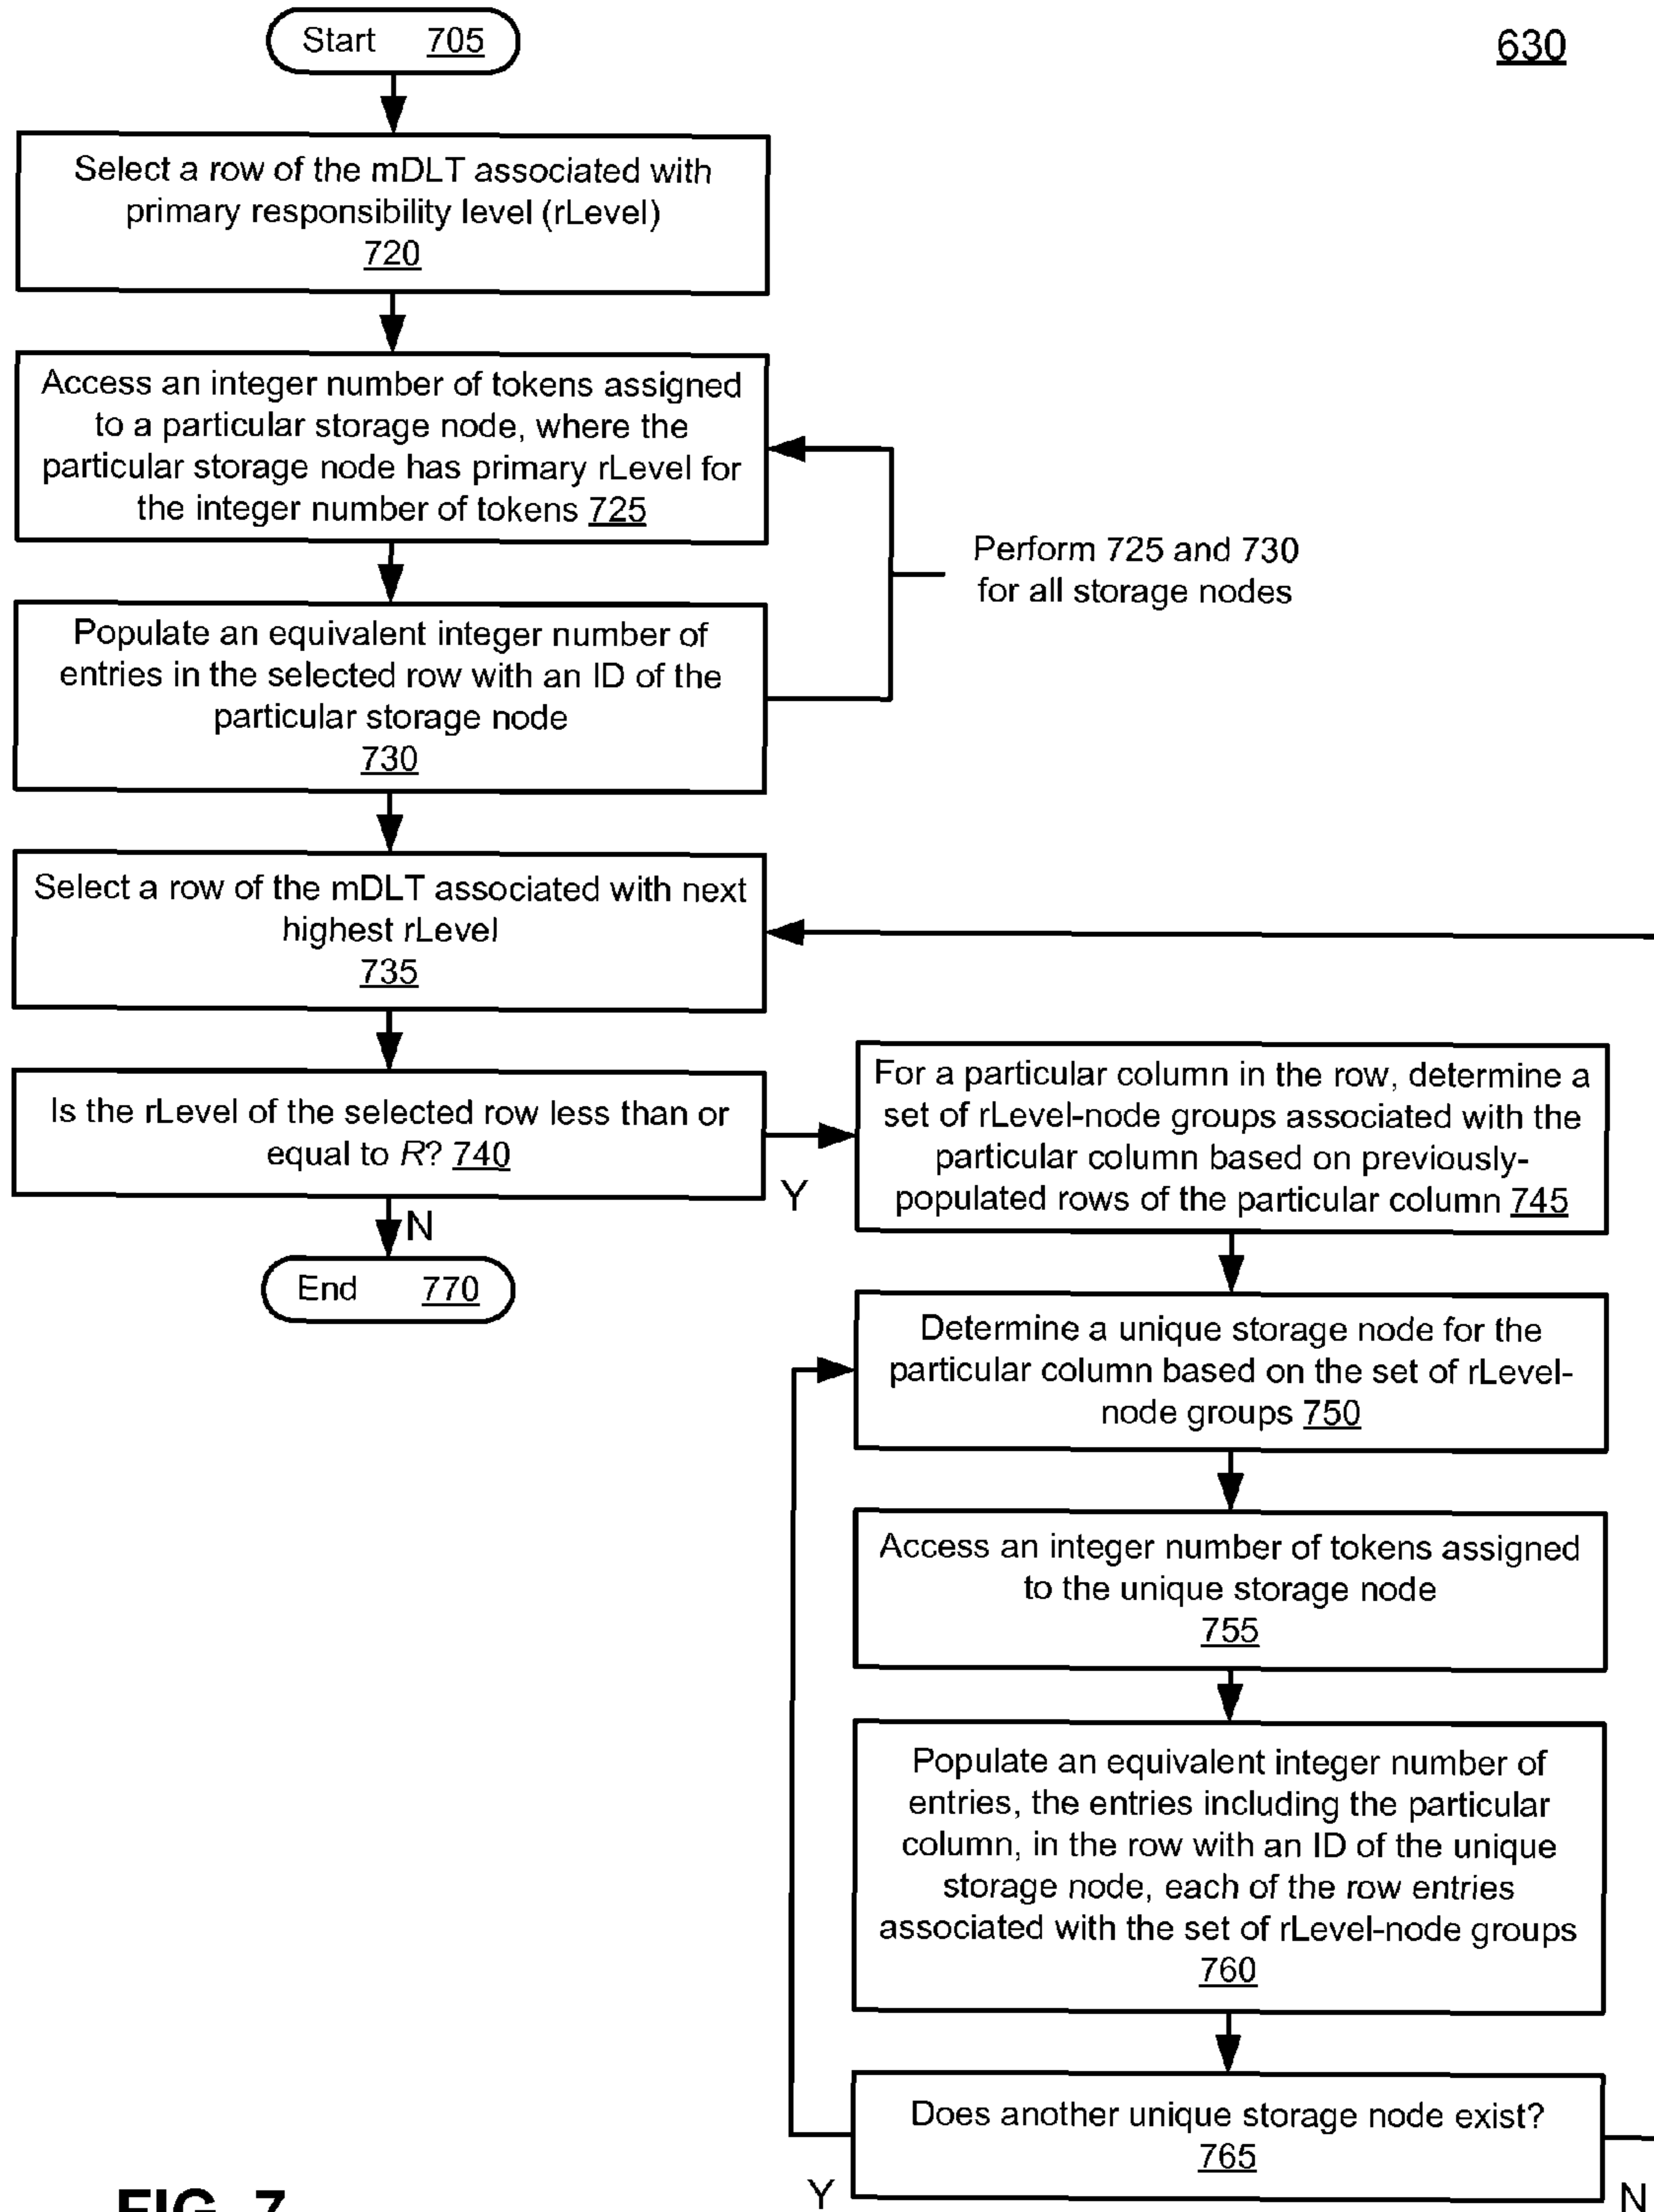 Start 705
630
Select a row of the mDLT associated with
primary responsibility level (rLevel)
720
Access an integer number of tokens assigned
to a particular storage node, where the
particular storage node has primary rLevel for
the integer number of tokens 725
Perform 725 and 730
for all storage nodes
Populate an equivalent integer number of
entries in the selected row with an ID of the
particular storage node
730
Select a row of the mDLT associated with next
highest rLevel
735
Is the rLevel of the selected row less than or
equal to R? 740
Y
N
End 770
For a particular column in the row, determine a
set of rLevel-node groups associated with the
particular column based on previously-
populated rows of the particular column 745
Determine a unique storage node for the
particular column based on the set of rLevel-
node groups 750
Access an integer number of tokens assigned
to the unique storage node
755
Populate an equivalent integer number of
entries, the entries including the particular
column, in the row with an ID of the unique
storage node, each of the row entries
associated with the set of rLevel-node groups
760
Does another unique storage node exist?
765
Y
N
FIG. 7